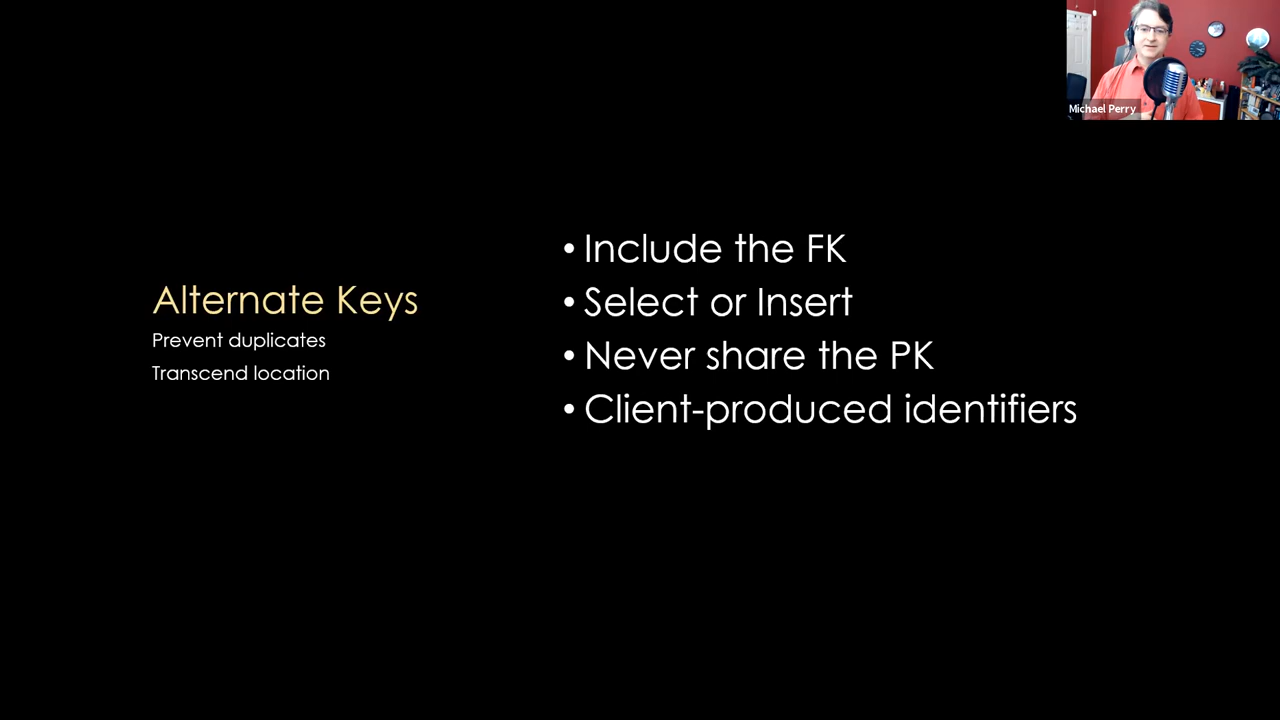 Michael Perry
Alternate Keys
Prevent duplicates
Transcend location
• Include the FK
• Select or Insert
• Never share the PK
• Client-produced identifiers